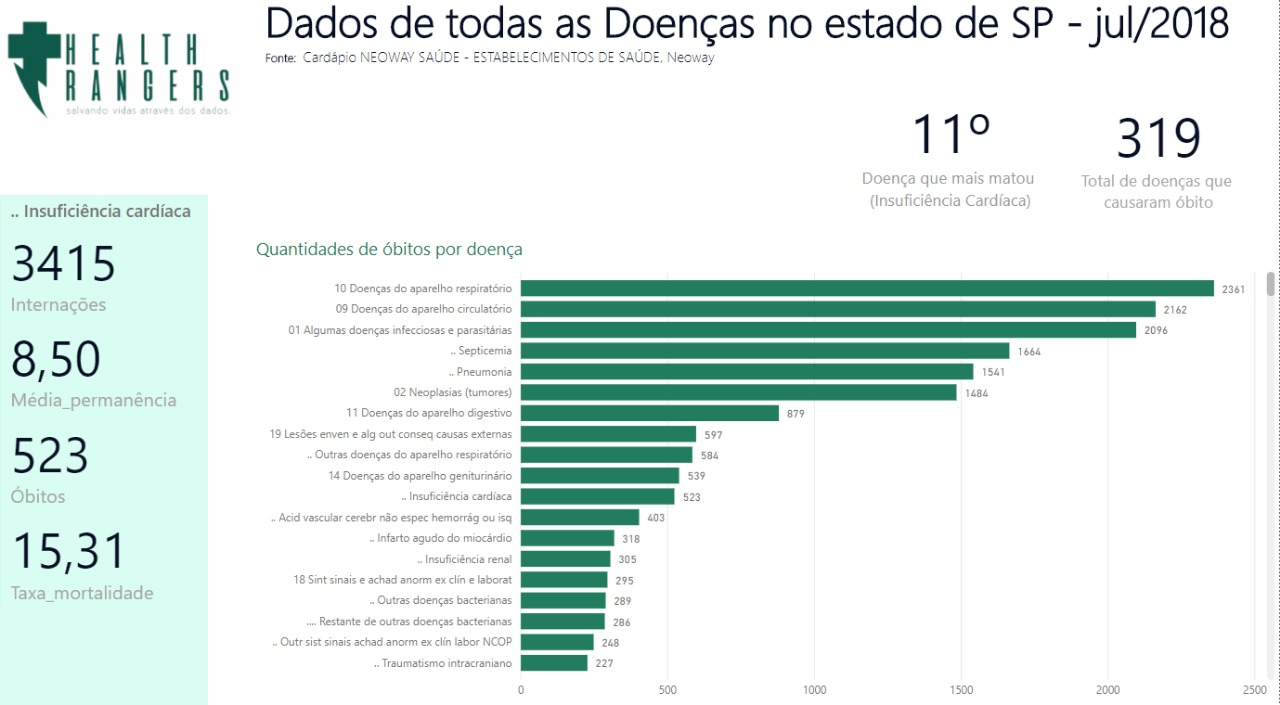 HEALTH
RANGERS
salvando vidas através dos dados.
Dados de todas as Doenças no estado de SP - jul/2018
Fonte: Cardápio NEOWAY SAÚDE - ESTABELECIMENTOS DE SAÚDE, Neoway
11º
Doença que mais matou
(Insuficiência Cardíaca)
319
Total de doenças que
causaram óbito
.. Insuficiência cardíaca
3415
Internações
8,50
Média_permanência
523
Óbitos
15,31
Taxa_mortalidade
Quantidades de óbitos por doença
10 Doenças do aparelho respiratório 2361
09 Doenças do aparelho circulatório 2162
01 Algumas doenças infecciosas e parasitárias 2096
.. Septicemia 1664
.. Pneumonia 1541
02 Neoplasias (tumores) 1484
11 Doenças do aparelho digestivo 879
19 Lesões enven e alg out conseq causas externas 597
.. Outras doenças do aparelho respiratório 584
14 Doenças do aparelho geniturinário 539
.. Insuficiência cardíaca 523
.. Acid vascular cerebr não espec hemorrág ou isq 403
.. Infarto agudo do miocárdio 318
.. Insuficiência renal 305
18 Sint sinais e achad anorm ex clín e laborat 295
.. Outras doenças bacterianas 289
.... Restante de outras doenças bacterianas 286
.. Outr sist sinais achad anorm ex clín labor NCOP 248
.. Traumatismo intracraniano 227
0 500 1000 1500 2000 2500